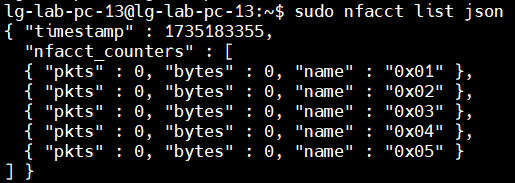 lg-lab-pc-13@lg-lab-pc-13:~$ sudo nfacct list json
{ "timestamp" : 1735183355,
  "nfacct_counters" : [
  { "pkts" : 0, "bytes" : 0, "name" : "0x01" },
  { "pkts" : 0, "bytes" : 0, "name" : "0x02" },
  { "pkts" : 0, "bytes" : 0, "name" : "0x03" },
  { "pkts" : 0, "bytes" : 0, "name" : "0x04" },
  { "pkts" : 0, "bytes" : 0, "name" : "0x05" }
] }